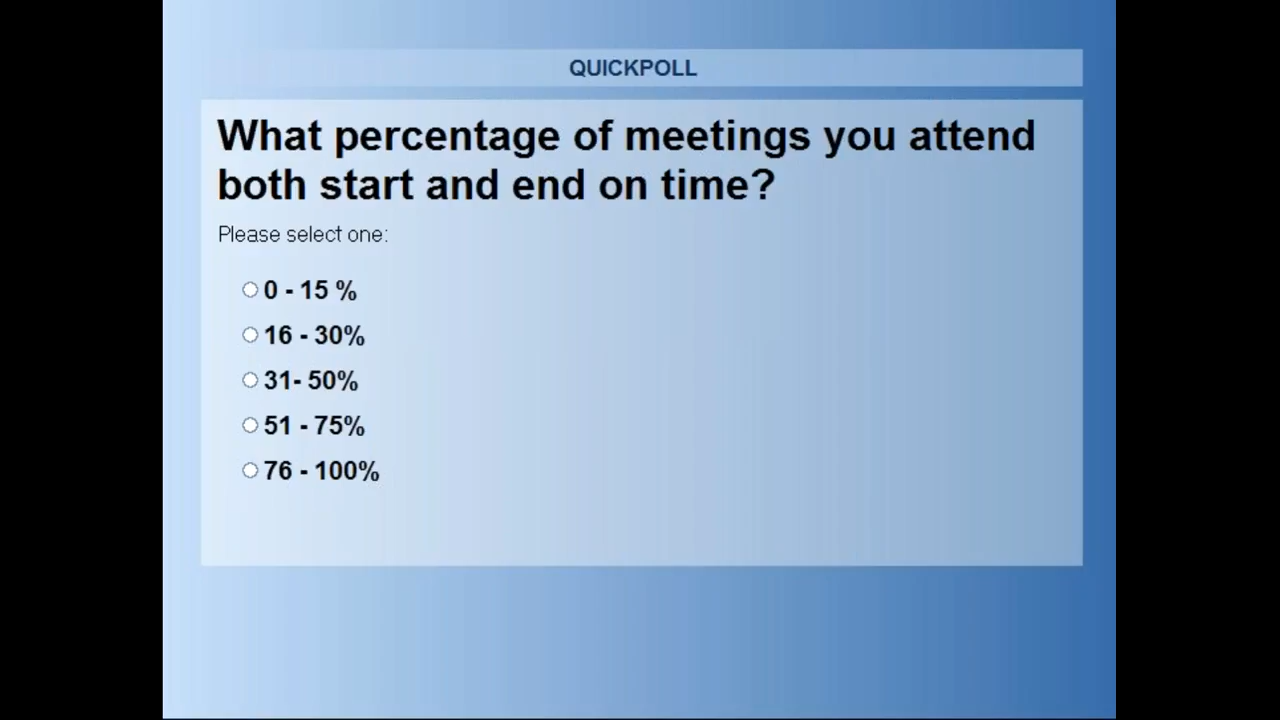 QUICKPOLL
What percentage of meetings you attend
both start and end on time?
Please select one:
0 - 15 %
16 - 30%
31- 50%
51 - 75%
76 - 100%